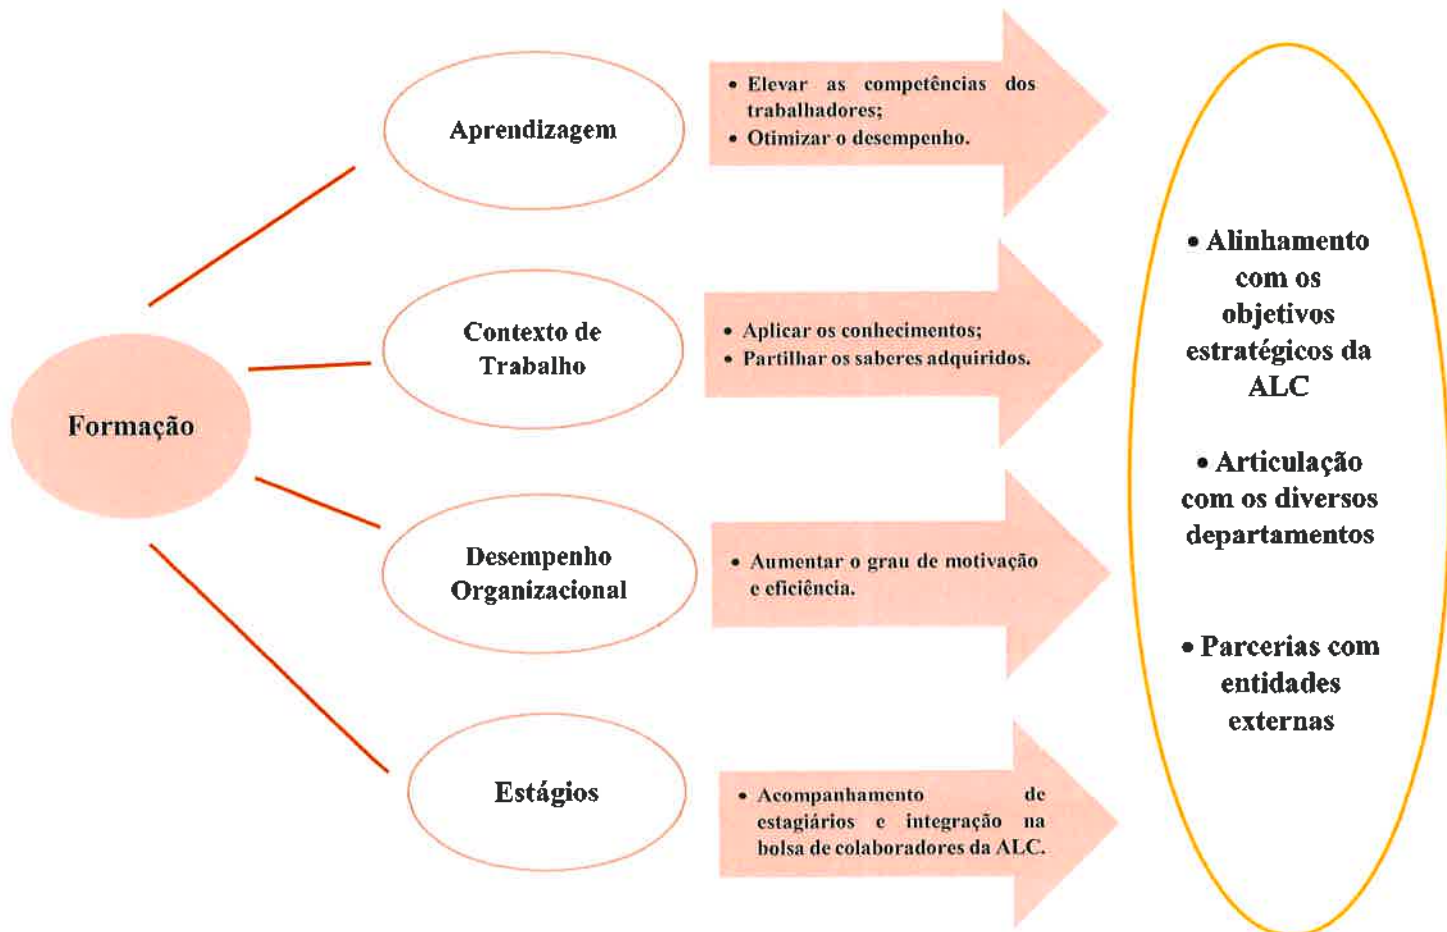 Formação
Aprendizagem
• Elevar as competências dos
trabalhadores;
• Otimizar o desempenho.
Contexto de
Trabalho
• Aplicar os conhecimentos;
• Partilhar os saberes adquiridos.
Desempenho
Organizacional
• Aumentar o grau de motivação
e eficiência.
Estágios
• Acompanhamento de
estagiários e integração na
bolsa de colaboradores da ALC.
• Alinhamento
com os
objetivos
estratégicos da
ALC
• Articulação
com os diversos
departamentos
• Parcerias com
entidades
externas